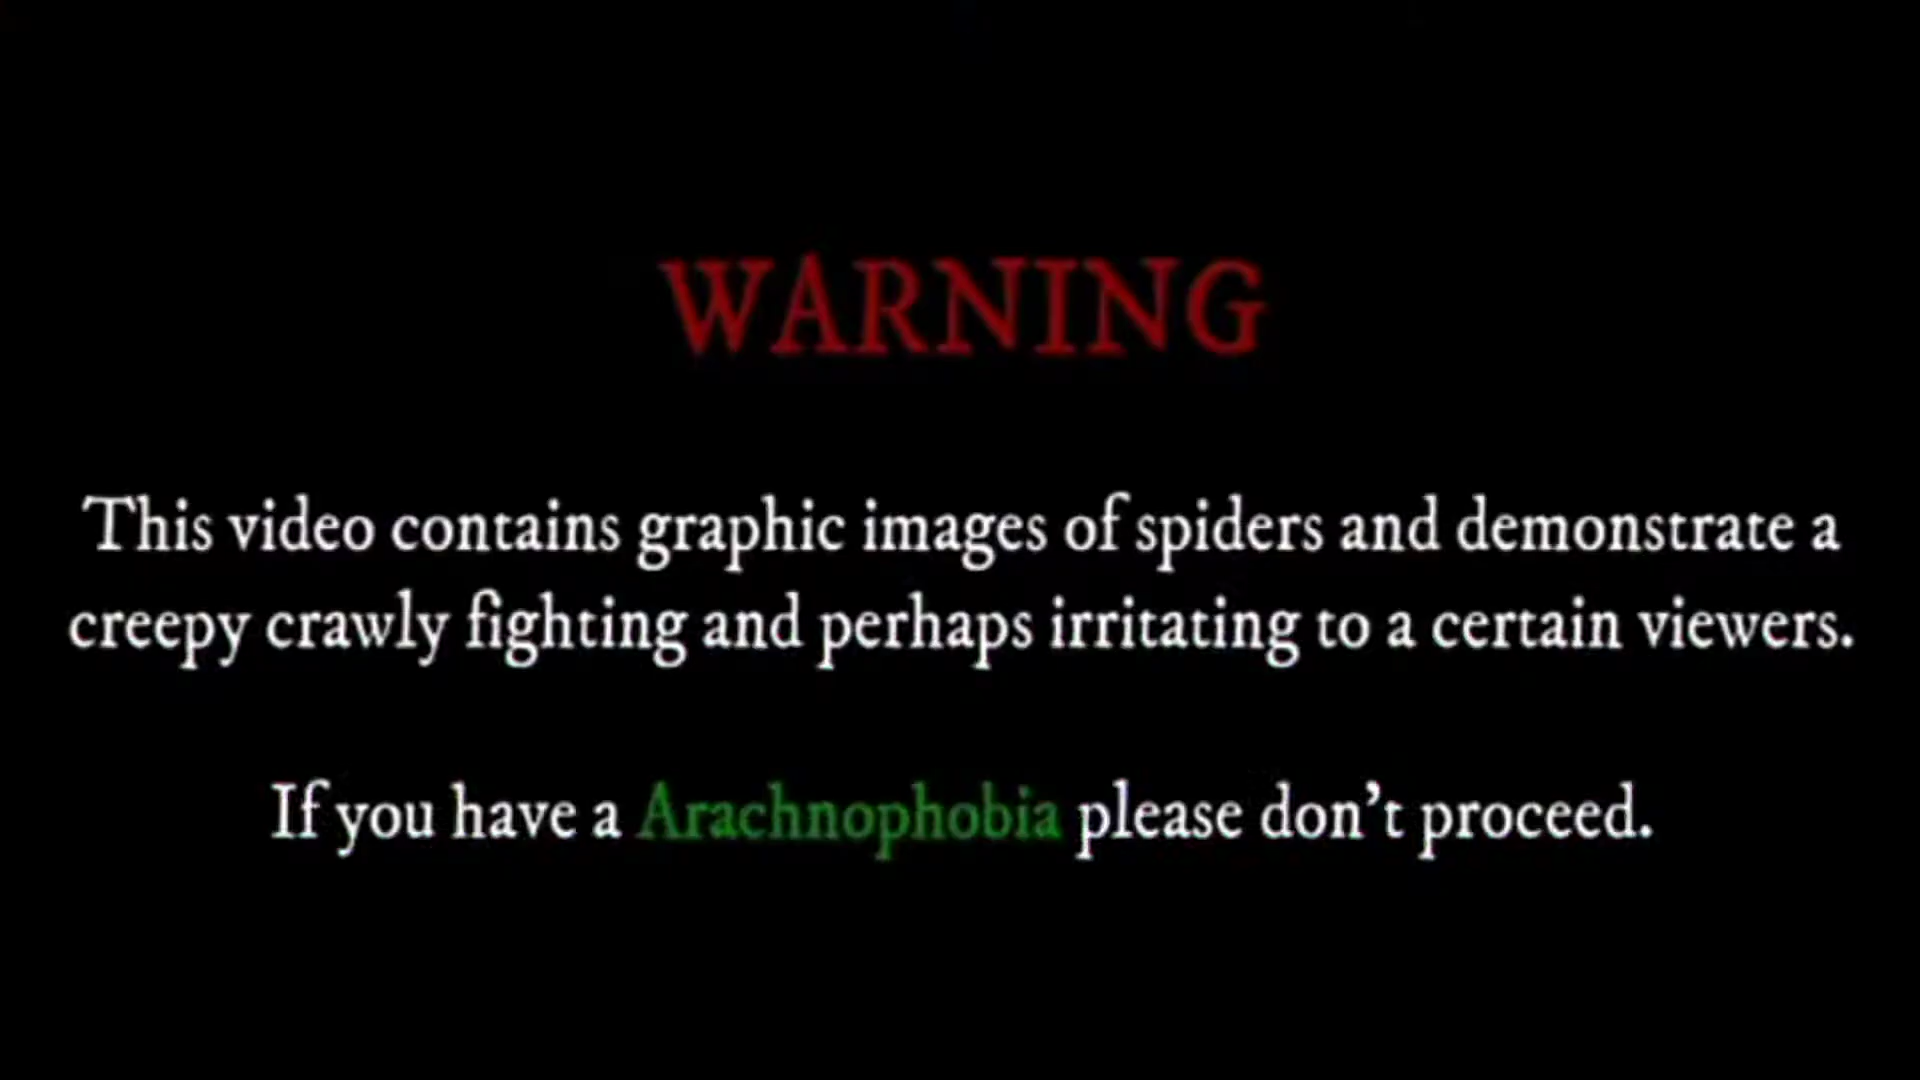 WARNING
This video contains graphic images of spiders and demonstrate a
creepy crawly fighting and perhaps irritating to a certain viewers.
If you have a Arachnophobia please don't proceed.